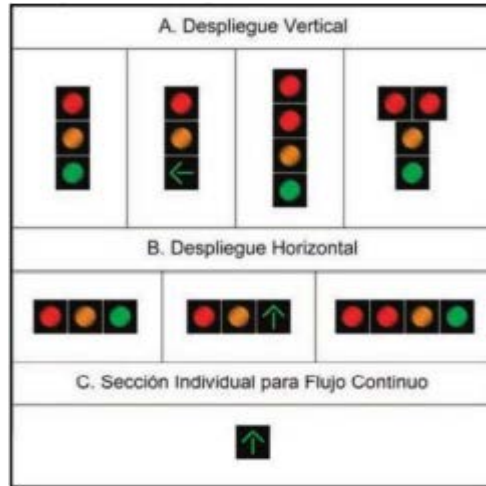 A. Despliegue Vertical
B. Despliegue Horizontal
C. Sección Individual para Flujo Continuo